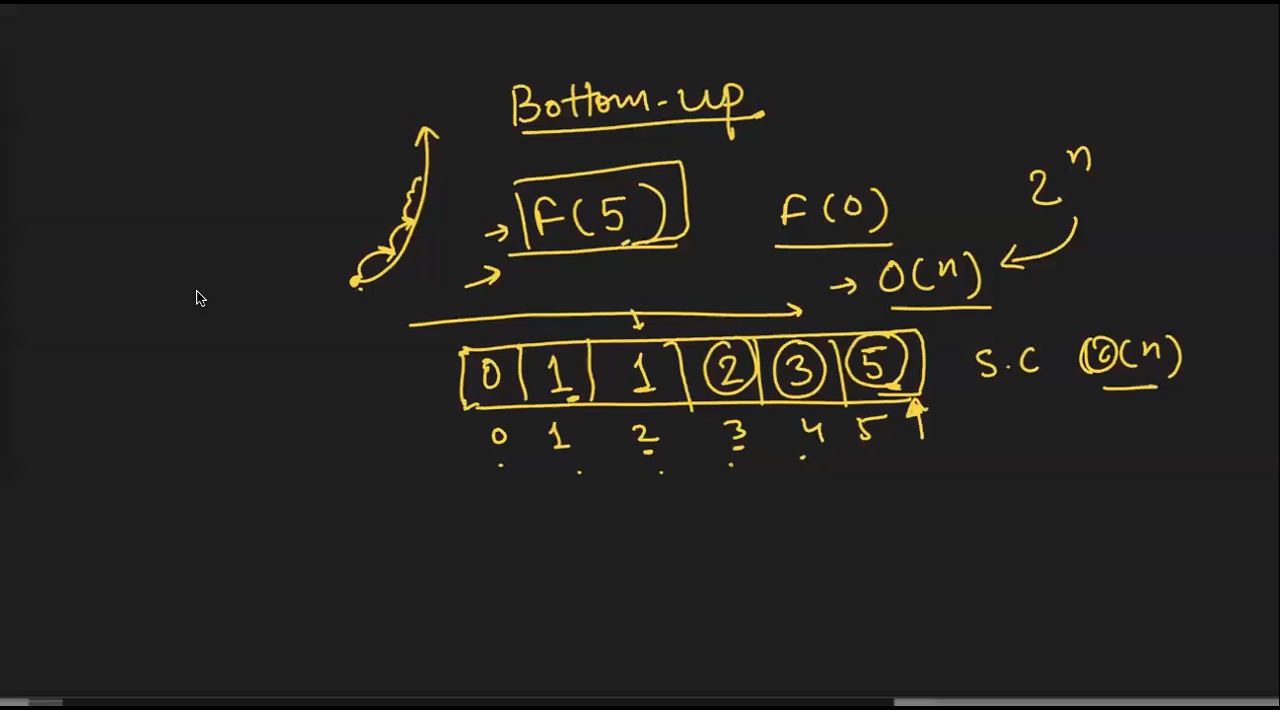 Bottom-up
F(5) F(0) 2^n
→ O(n)
0 1 1 2 3 5 S.C O(n)
0 1 2 3 4 5